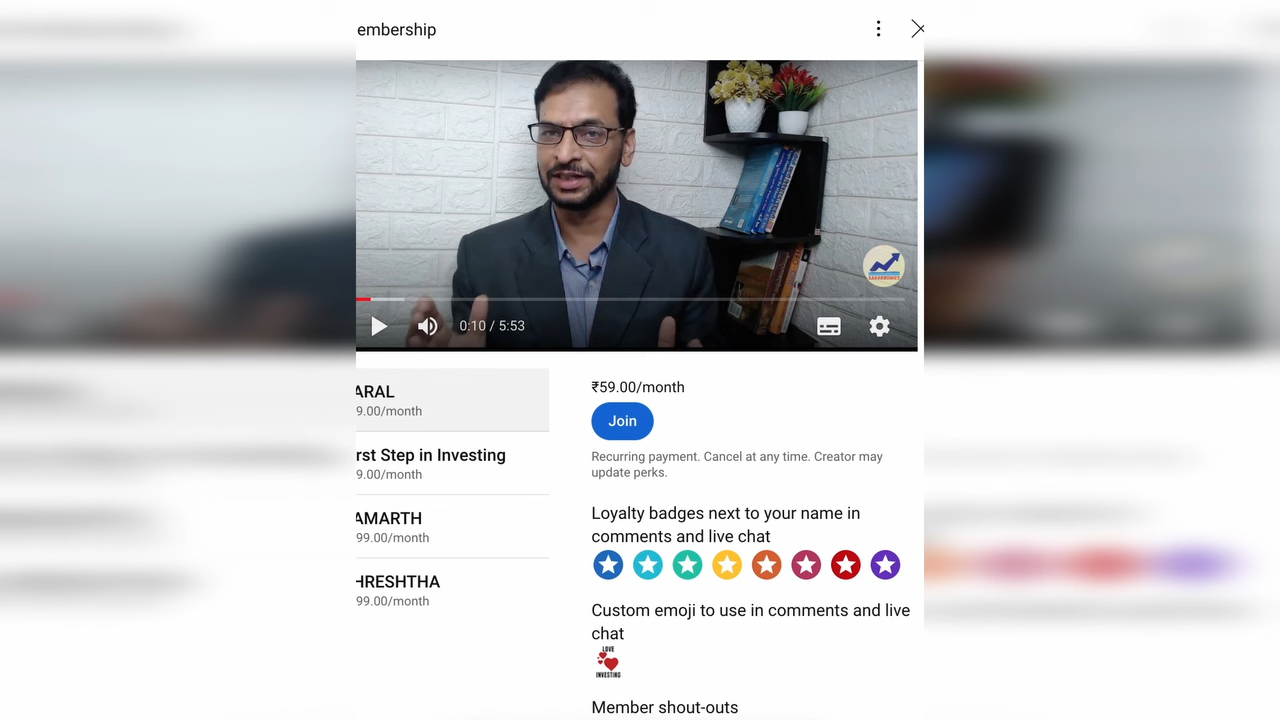 embership
0:10 / 5:53
ARAL
9.00/month
rst Step in Investing
9.00/month
AMARTH
99.00/month
HRESHTHA
99.00/month
₹59.00/month
Join
Recurring payment. Cancel at any time. Creator may
update perks.
Loyalty badges next to your name in
comments and live chat
Custom emoji to use in comments and live
chat
LOVE
INVESTING
Member shout-outs